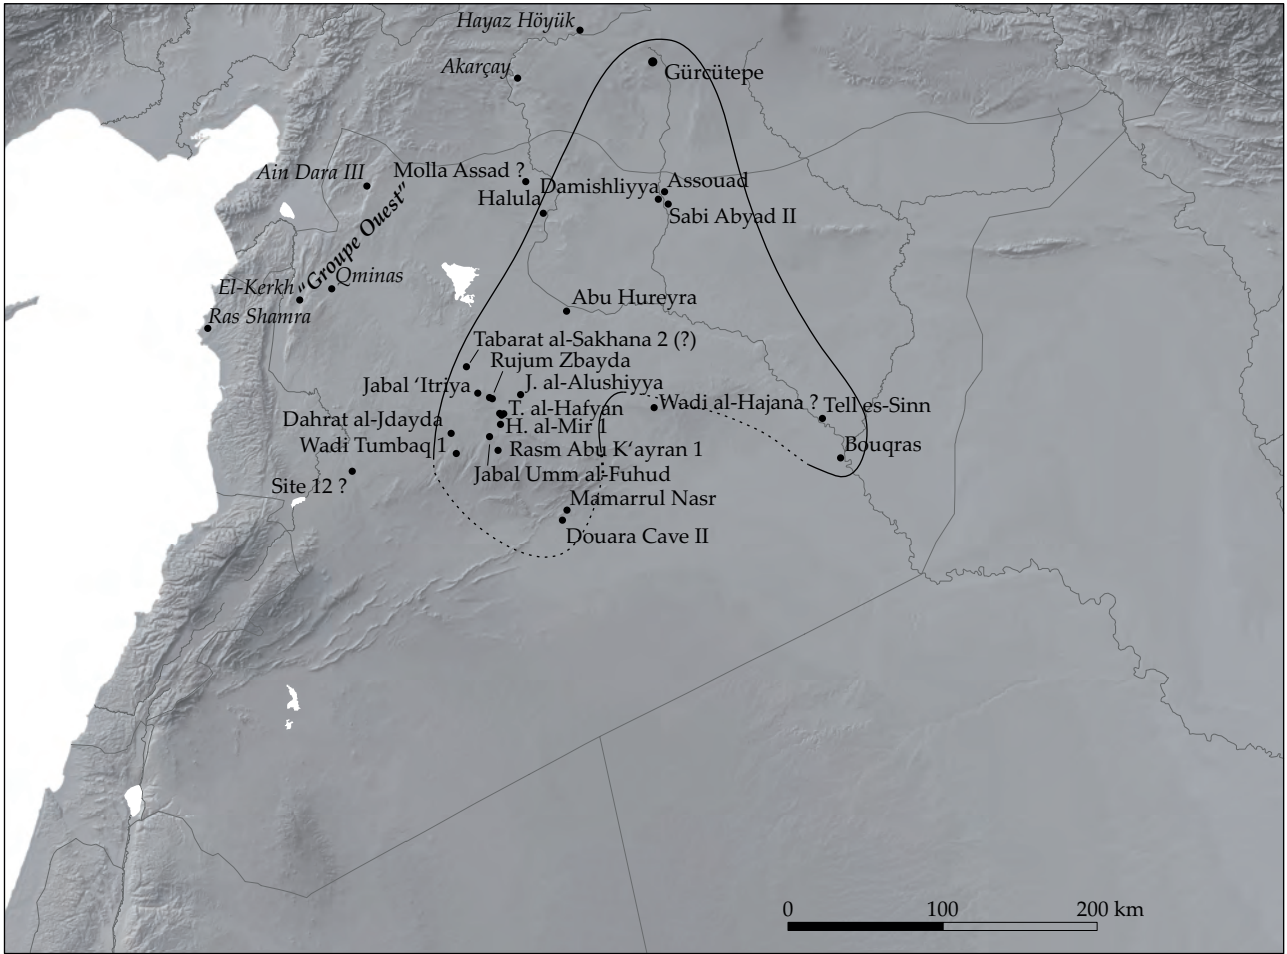 Hayaz Höyük
Akarçay
Gürcütepe
Ain Dara III
Molla Assad ?
Halula
Damishliyya
Assouad
Sabi Abyad II
"Groupe Ouest"
El-Kerkh
Qminas
Ras Shamra
Abu Hureyra
Tabarat al-Sakhana 2 (?)
Rujum Zbayda
Jabal ‘Itriya
J. al-Alushiyya
T. al-Hafyan
Wadi al-Hajana ?
Tell es-Sinn
Dahrat al-Jdayda
H. al-Mir 1
Wadi Tumbaq 1
Rasm Abu K‘ayran 1
Bouqras
Jabal Umm al-Fuhud
Site 12 ?
Mamarrul Nasr
Douara Cave II
0 100 200 km